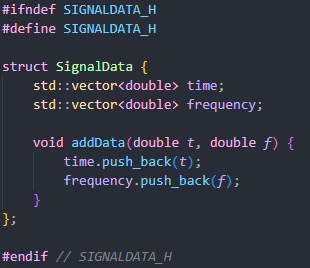 #ifndef SIGNALDATA_H
#define SIGNALDATA_H
struct SignalData {
    std::vector<double> time;
    std::vector<double> frequency;
    void addData(double t, double f) {
        time.push_back(t);
        frequency.push_back(f);
    }
};
#endif // SIGNALDATA_H